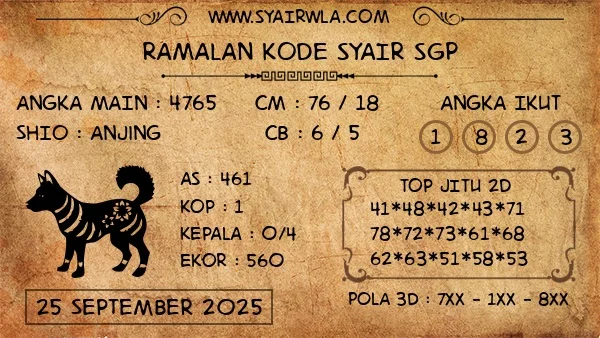 WWW.SYAIRWLA.COM
RAMALAN KODE SYAIR SGP
ANGKA MAIN : 4765
CM : 76 / 18
ANGKA IKUT
SHIO : ANJING
CB : 6 / 5
1 8 2 3
AS : 461
KOP : 1
KEPALA : 0/4
EKOR : 560
TOP JITU 2D
41*48*42*43*71
78*72*73*61*68
62*63*51*58*53
25 SEPTEMBER 2025
POLA 3D : 7XX - 1XX - 8XX